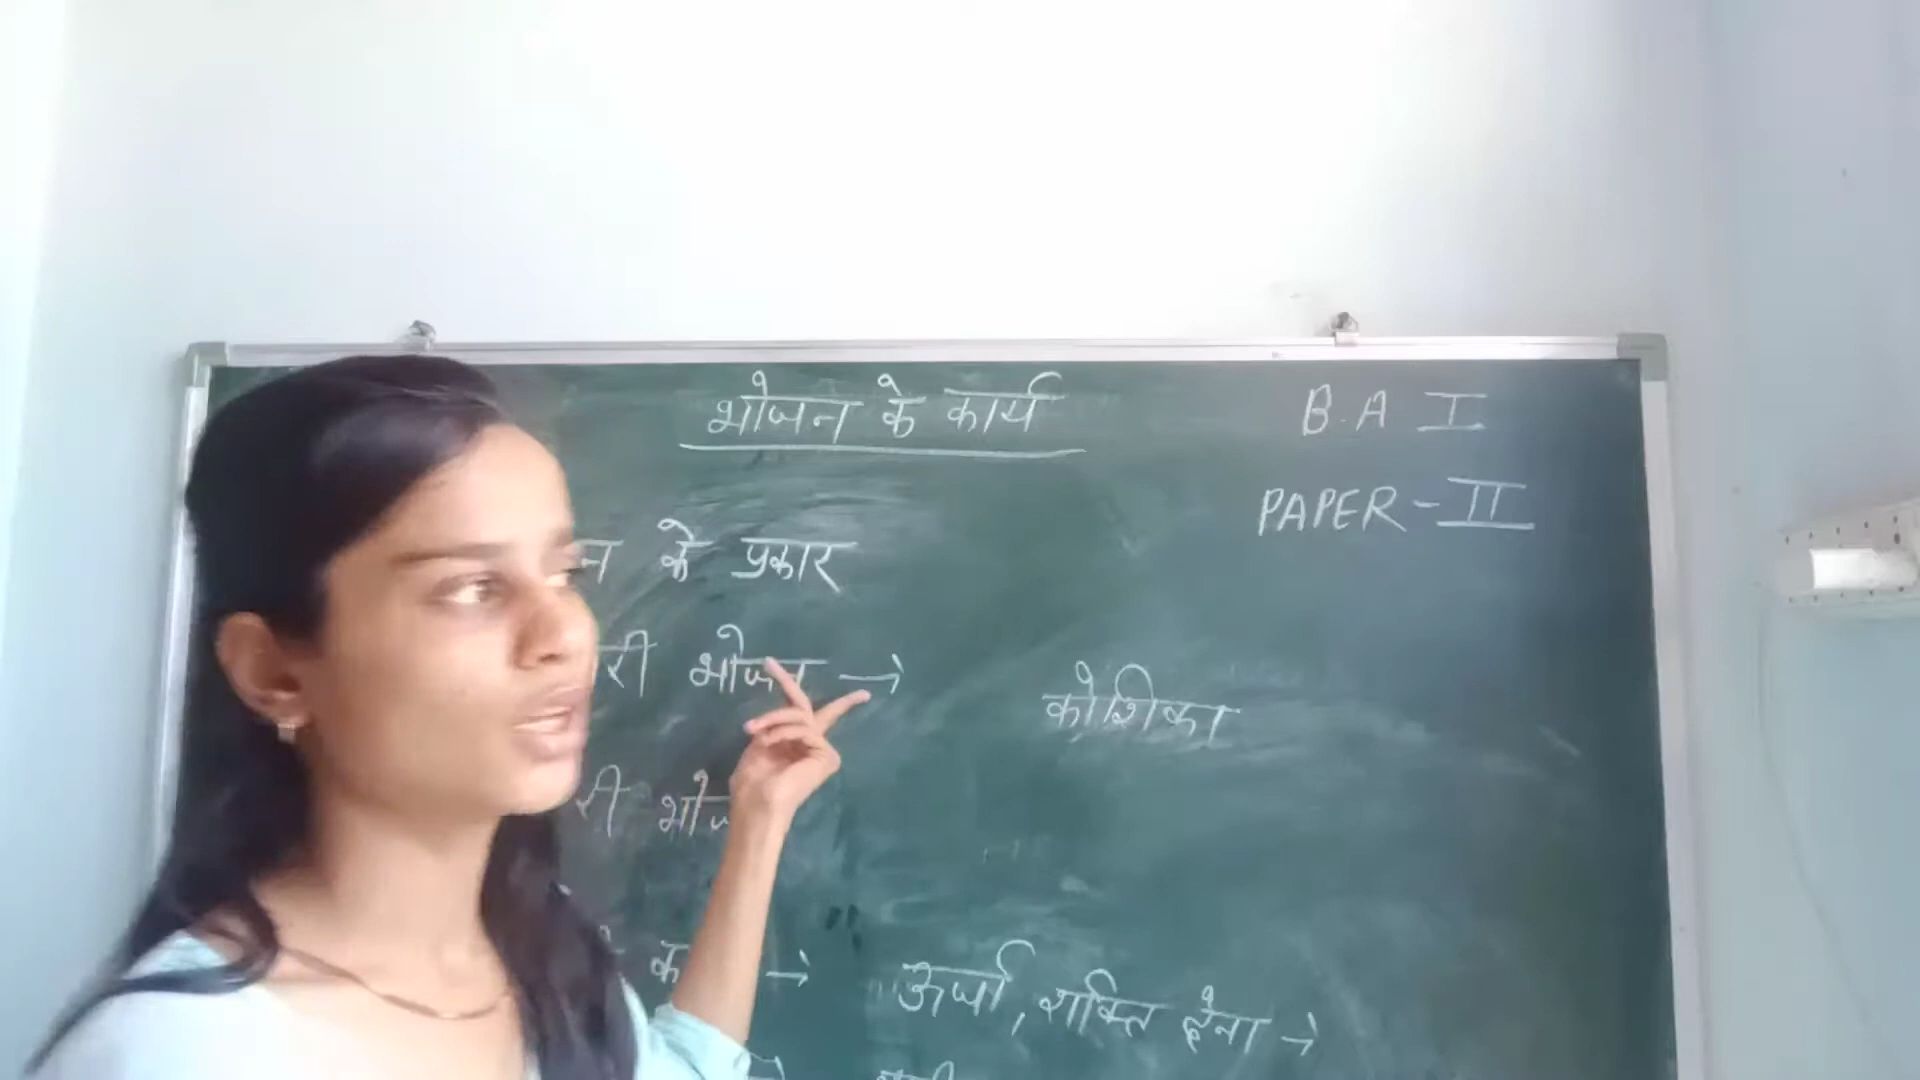 भोजन के कार्य
B.A I
PAPER-II
न के प्रकार
री भोजन →
कोशिका
री भोज
→ ऊर्जा, शक्ति देना →